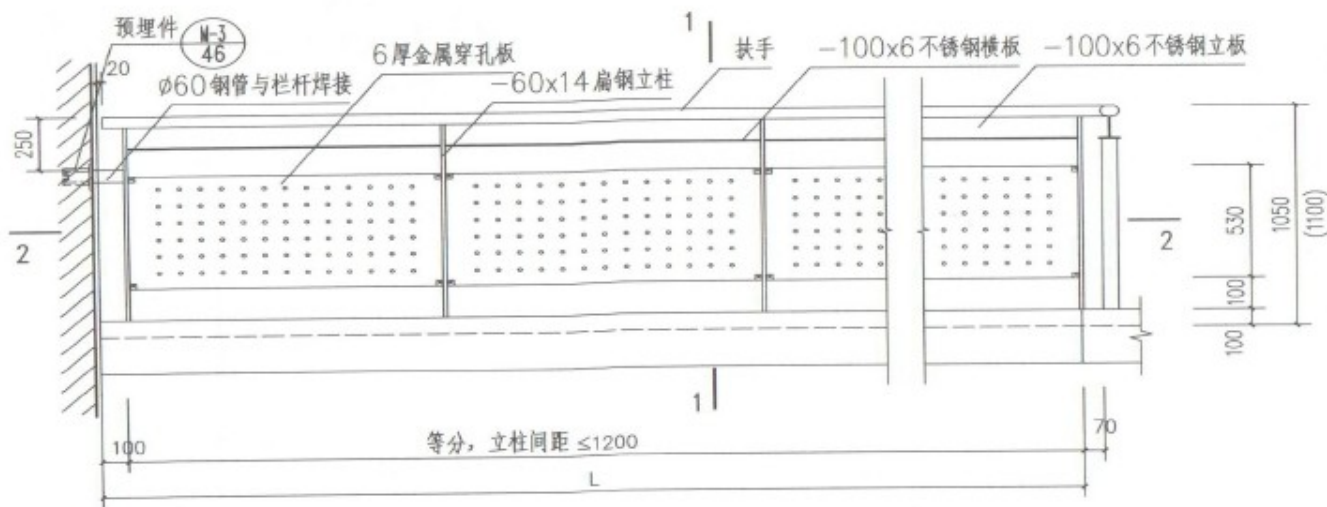 预埋件
M-3
46
1
扶手
-100x6不锈钢横板
-100x6不锈钢立板
6厚金属穿孔板
-60x14扁钢立柱
20
ø60钢管与栏杆焊接
250
2
2
530
1050
(1100)
100
100
1
100
等分，立柱间距≤1200
70
L